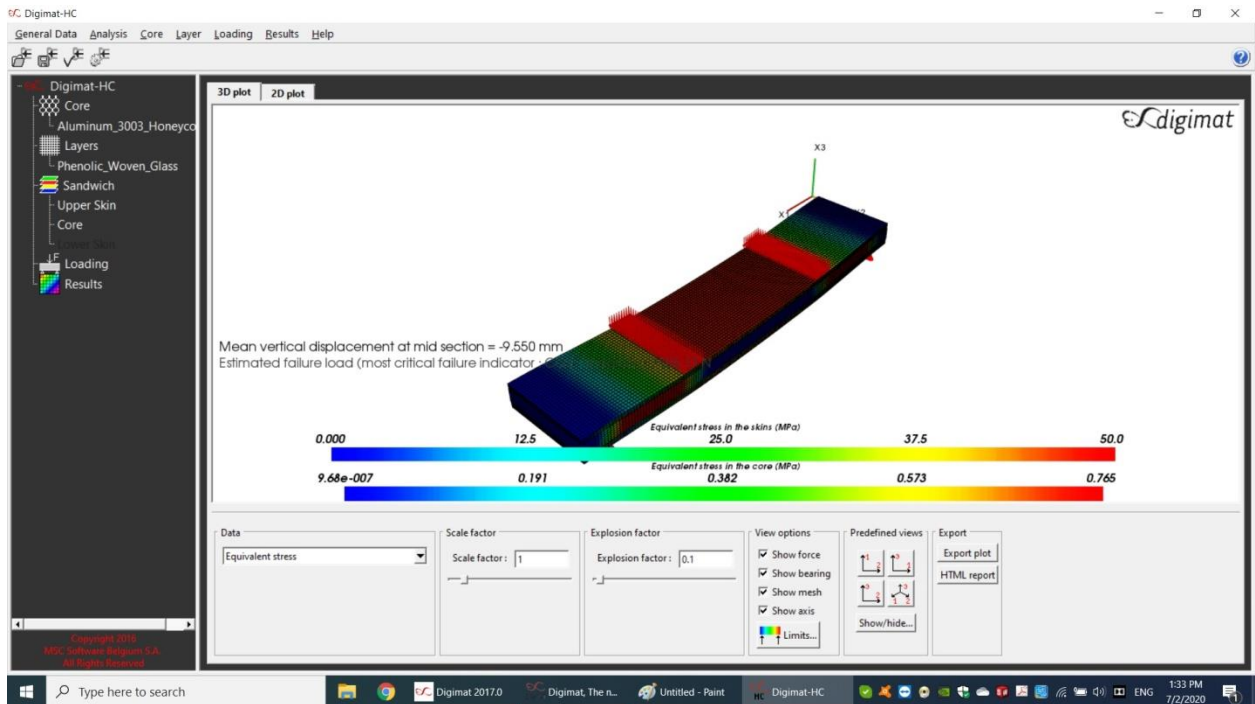 Digimat-HC
General Data Analysis Core Layer Loading Results Help
Digimat-HC
Core
Aluminum_3003_Honeyco
Layers
Phenolic_Woven_Glass
Sandwich
Upper Skin
Core
Lower Skin
Loading
Results
Copyright 2016
MSC Software Belgium S.A.
All Rights Reserved
3D plot 2D plot
digimat
X3
Mean vertical displacement at mid section = -9.550 mm
Estimated failure load (most critical failure indicator :
Equivalent stress in the skins (MPa)
0.000 12.5 25.0 37.5 50.0
Equivalent stress in the core (MPa)
9.68e-007 0.191 0.382 0.573 0.765
Data
Equivalent stress
Scale factor
Scale factor : 1
Explosion factor
Explosion factor : 0.1
View options
Show force
Show bearing
Show mesh
Show axis
Limits...
Predefined views
Show/hide...
Export
Export plot
HTML report
Type here to search
Digimat 2017.0
Digimat, The n...
Untitled - Paint
Digimat-HC
ENG
1:33 PM
7/2/2020